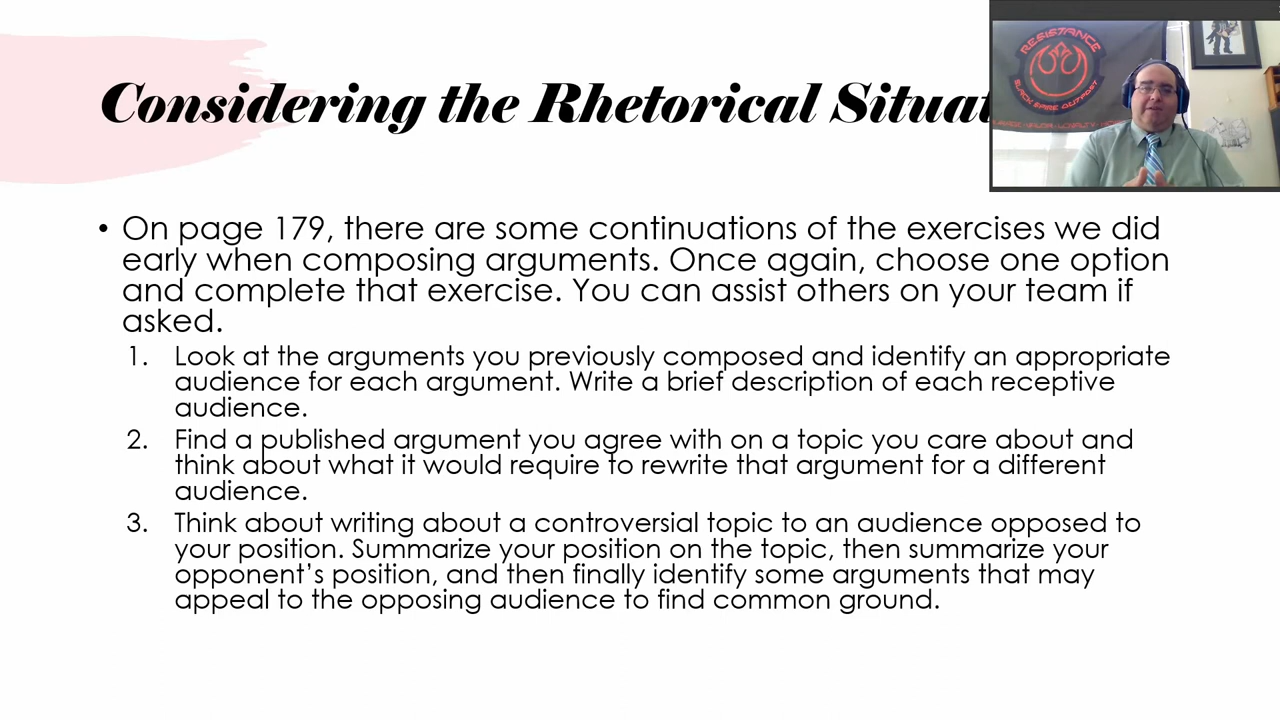 Considering the Rhetorical Situat
RESISTANCE
BLACK SPIRE OUTPOST
• On page 179, there are some continuations of the exercises we did
early when composing arguments. Once again, choose one option
and complete that exercise. You can assist others on your team if
asked.
1. Look at the arguments you previously composed and identify an appropriate
audience for each argument. Write a brief description of each receptive
audience.
2. Find a published argument you agree with on a topic you care about and
think about what it would require to rewrite that argument for a different
audience.
3. Think about writing about a controversial topic to an audience opposed to
your position. Summarize your position on the topic, then summarize your
opponent’s position, and then finally identify some arguments that may
appeal to the opposing audience to find common ground.